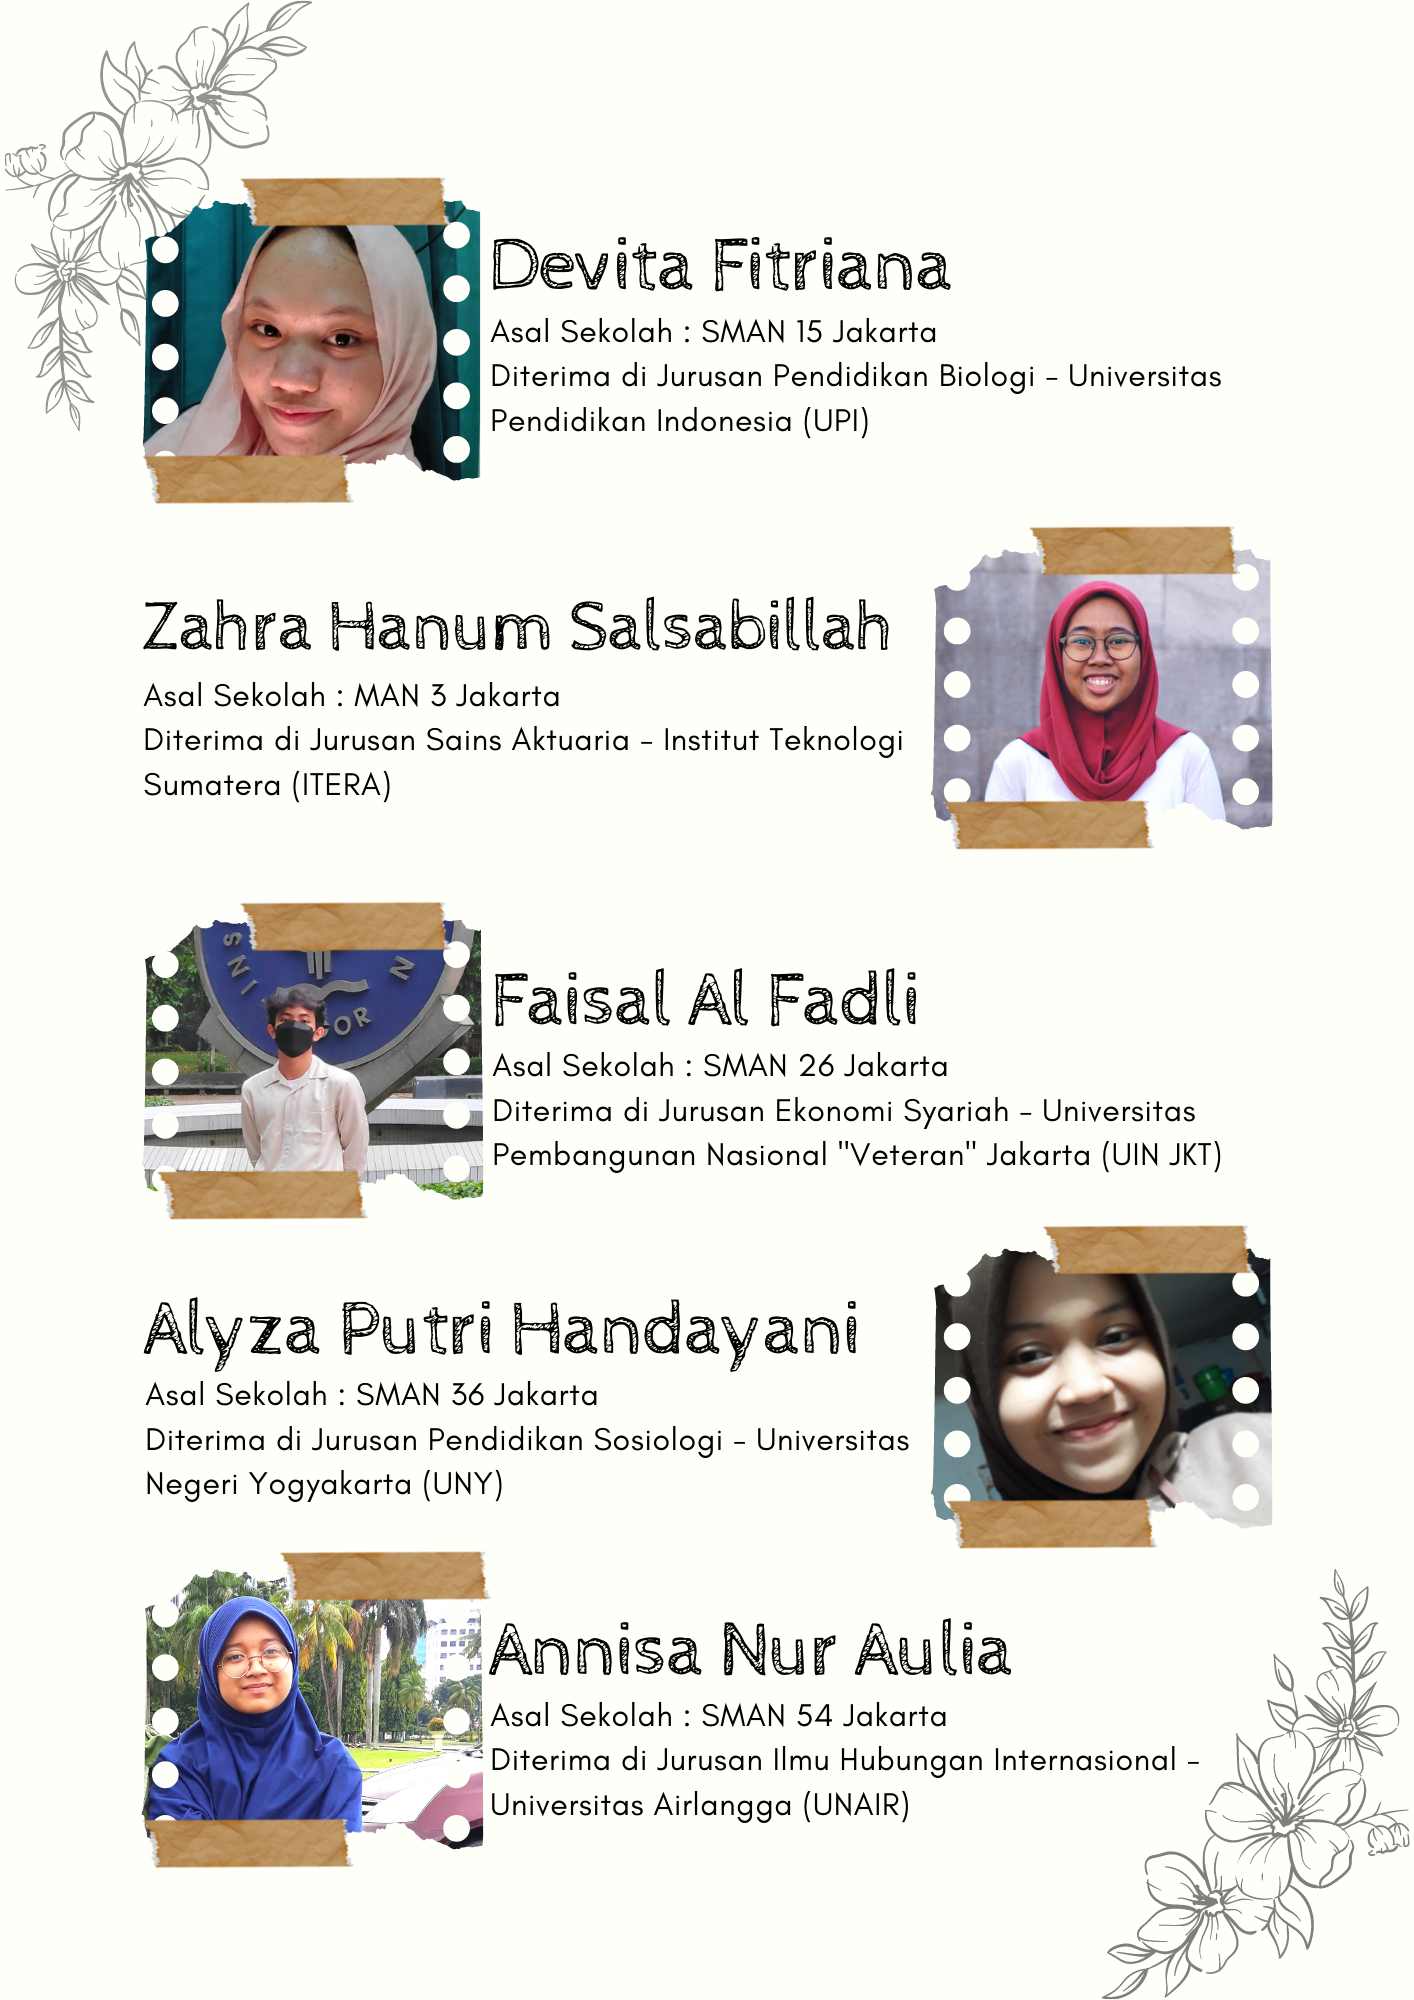 Devita Fitriana
Asal Sekolah : SMAN 15 Jakarta
Diterima di Jurusan Pendidikan Biologi - Universitas
Pendidikan Indonesia (UPI)
Zahra Hanum Salsabillah
Asal Sekolah : MAN 3 Jakarta
Diterima di Jurusan Sains Aktuaria - Institut Teknologi
Sumatera (ITERA)
INS
N
OR
Faisal Al Fadli
Asal Sekolah : SMAN 26 Jakarta
Diterima di Jurusan Ekonomi Syariah - Universitas
Pembangunan Nasional "Veteran" Jakarta (UIN JKT)
Alyza Putri Handayani
Asal Sekolah : SMAN 36 Jakarta
Diterima di Jurusan Pendidikan Sosiologi - Universitas
Negeri Yogyakarta (UNY)
Annisa Nur Aulia
Asal Sekolah : SMAN 54 Jakarta
Diterima di Jurusan Ilmu Hubungan Internasional -
Universitas Airlangga (UNAIR)